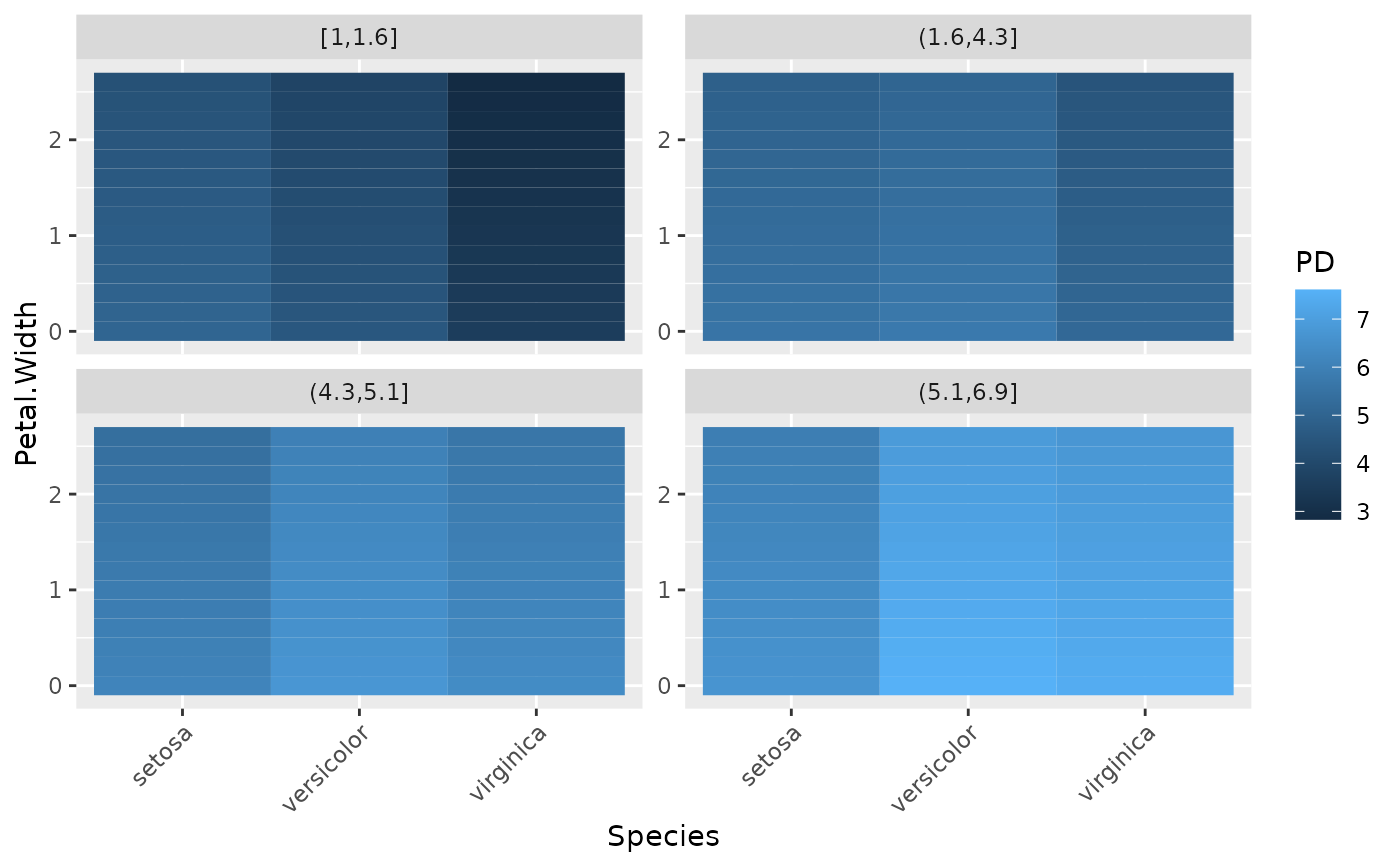 [1,1.6]
(1.6,4.3]
2
1
0
2
1
0
(4.3,5.1]
(5.1,6.9]
2
1
0
2
1
0
Petal.Width
setosa
versicolor
virginica
setosa
versicolor
virginica
Species
PD
7
6
5
4
3